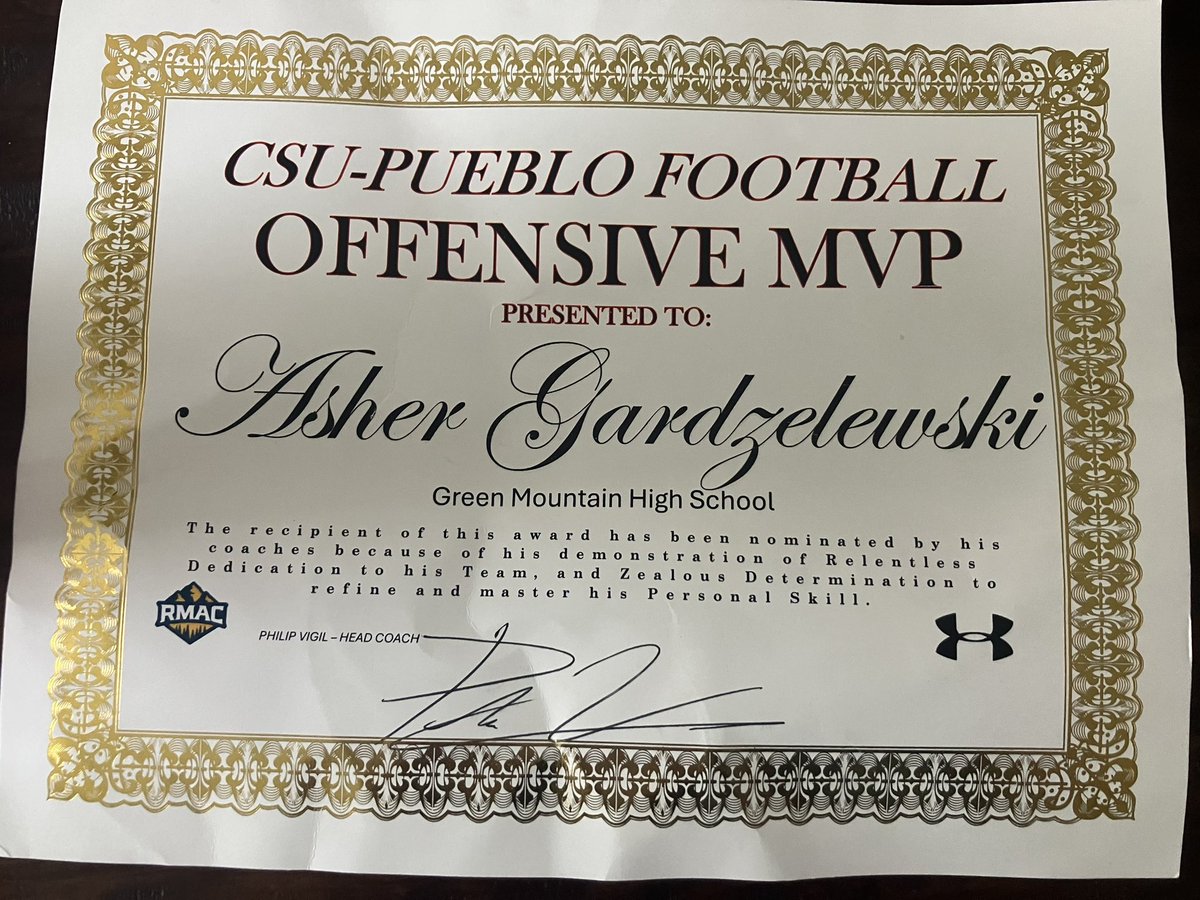 CSU-PUEBLO FOOTBALL
OFFENSIVE MVP
PRESENTED TO:
Asher Gardzelewski
Green Mountain High School
The recipient of this award has been nominated by his
coaches because of his demonstration of Relentless
Dedication to his Team, and Zealous Determination to
refine and master his Personal Skill.
RMAC
PHILIP VIGIL – HEAD COACH